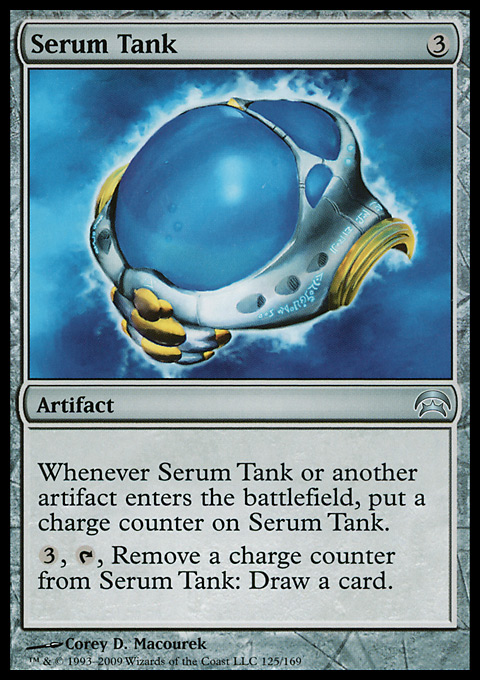 Serum Tank 3
Artifact
Whenever Serum Tank or another
artifact enters the battlefield, put a
charge counter on Serum Tank.
3, , Remove a charge counter
from Serum Tank: Draw a card.
Corey D. Macourek
™ & © 1993–2009 Wizards of the Coast LLC 125/169